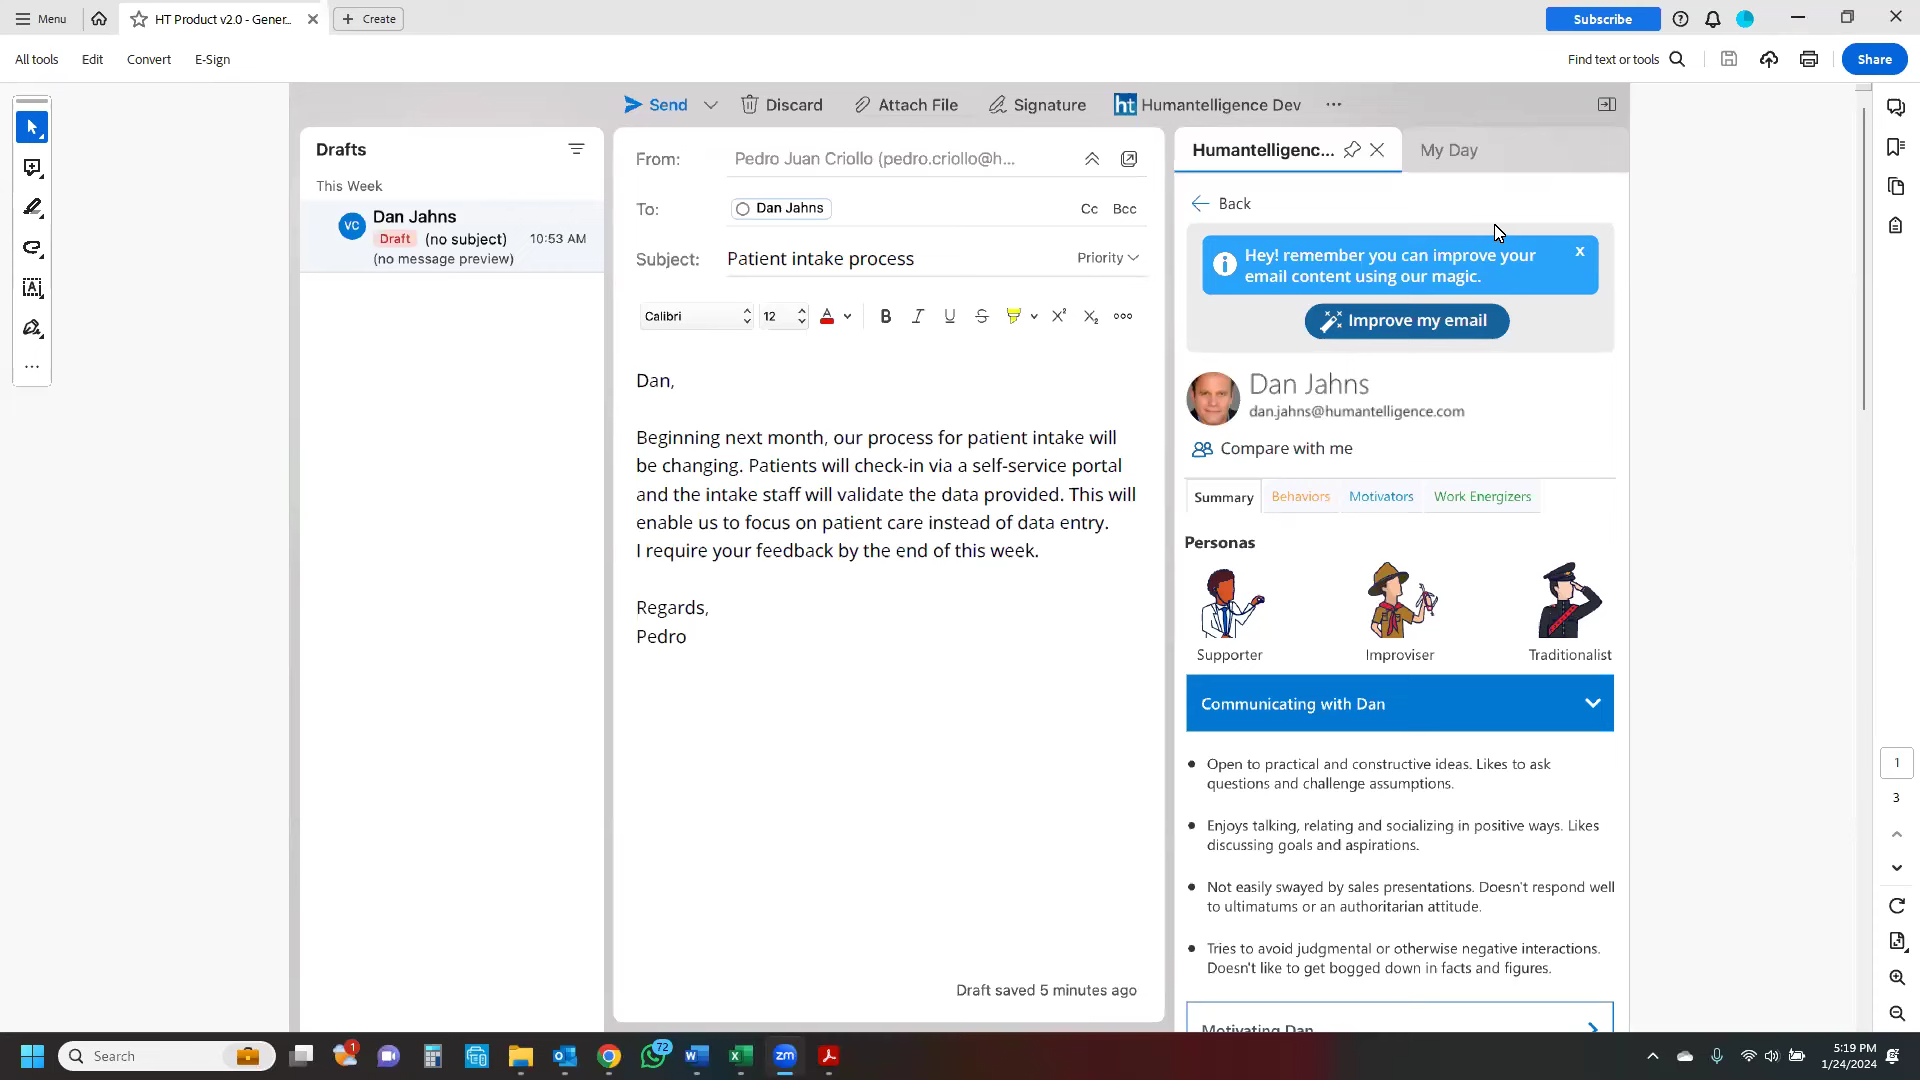 Menu
HT Product v2.0 - Gener...
Create
Subscribe
All tools
Edit
Convert
E-Sign
Find text or tools
Share
Send
Discard
Attach File
Signature
ht Humantelligence Dev
Drafts
This Week
VC
Dan Jahns
Draft (no subject) 10:53 AM
(no message preview)
From: Pedro Juan Criollo (pedro.criollo@h...
To: Dan Jahns Cc Bcc
Subject: Patient intake process Priority
Calibri 12 A B I U S X² X₂
Dan,
Beginning next month, our process for patient intake will
be changing. Patients will check-in via a self-service portal
and the intake staff will validate the data provided. This will
enable us to focus on patient care instead of data entry.
I require your feedback by the end of this week.
Regards,
Pedro
Draft saved 5 minutes ago
Humantelligenc...
My Day
Back
Hey! remember you can improve your
email content using our magic.
x
Improve my email
Dan Jahns
dan.jahns@humantelligence.com
Compare with me
Summary Behaviors Motivators Work Energizers
Personas
Supporter Improviser Traditionalist
Communicating with Dan
• Open to practical and constructive ideas. Likes to ask
questions and challenge assumptions.
• Enjoys talking, relating and socializing in positive ways. Likes
discussing goals and aspirations.
• Not easily swayed by sales presentations. Doesn't respond well
to ultimatums or an authoritarian attitude.
• Tries to avoid judgmental or otherwise negative interactions.
Doesn't like to get bogged down in facts and figures.
Motivating Dan
1
3
Search
1
72
zm
5:19 PM
1/24/2024